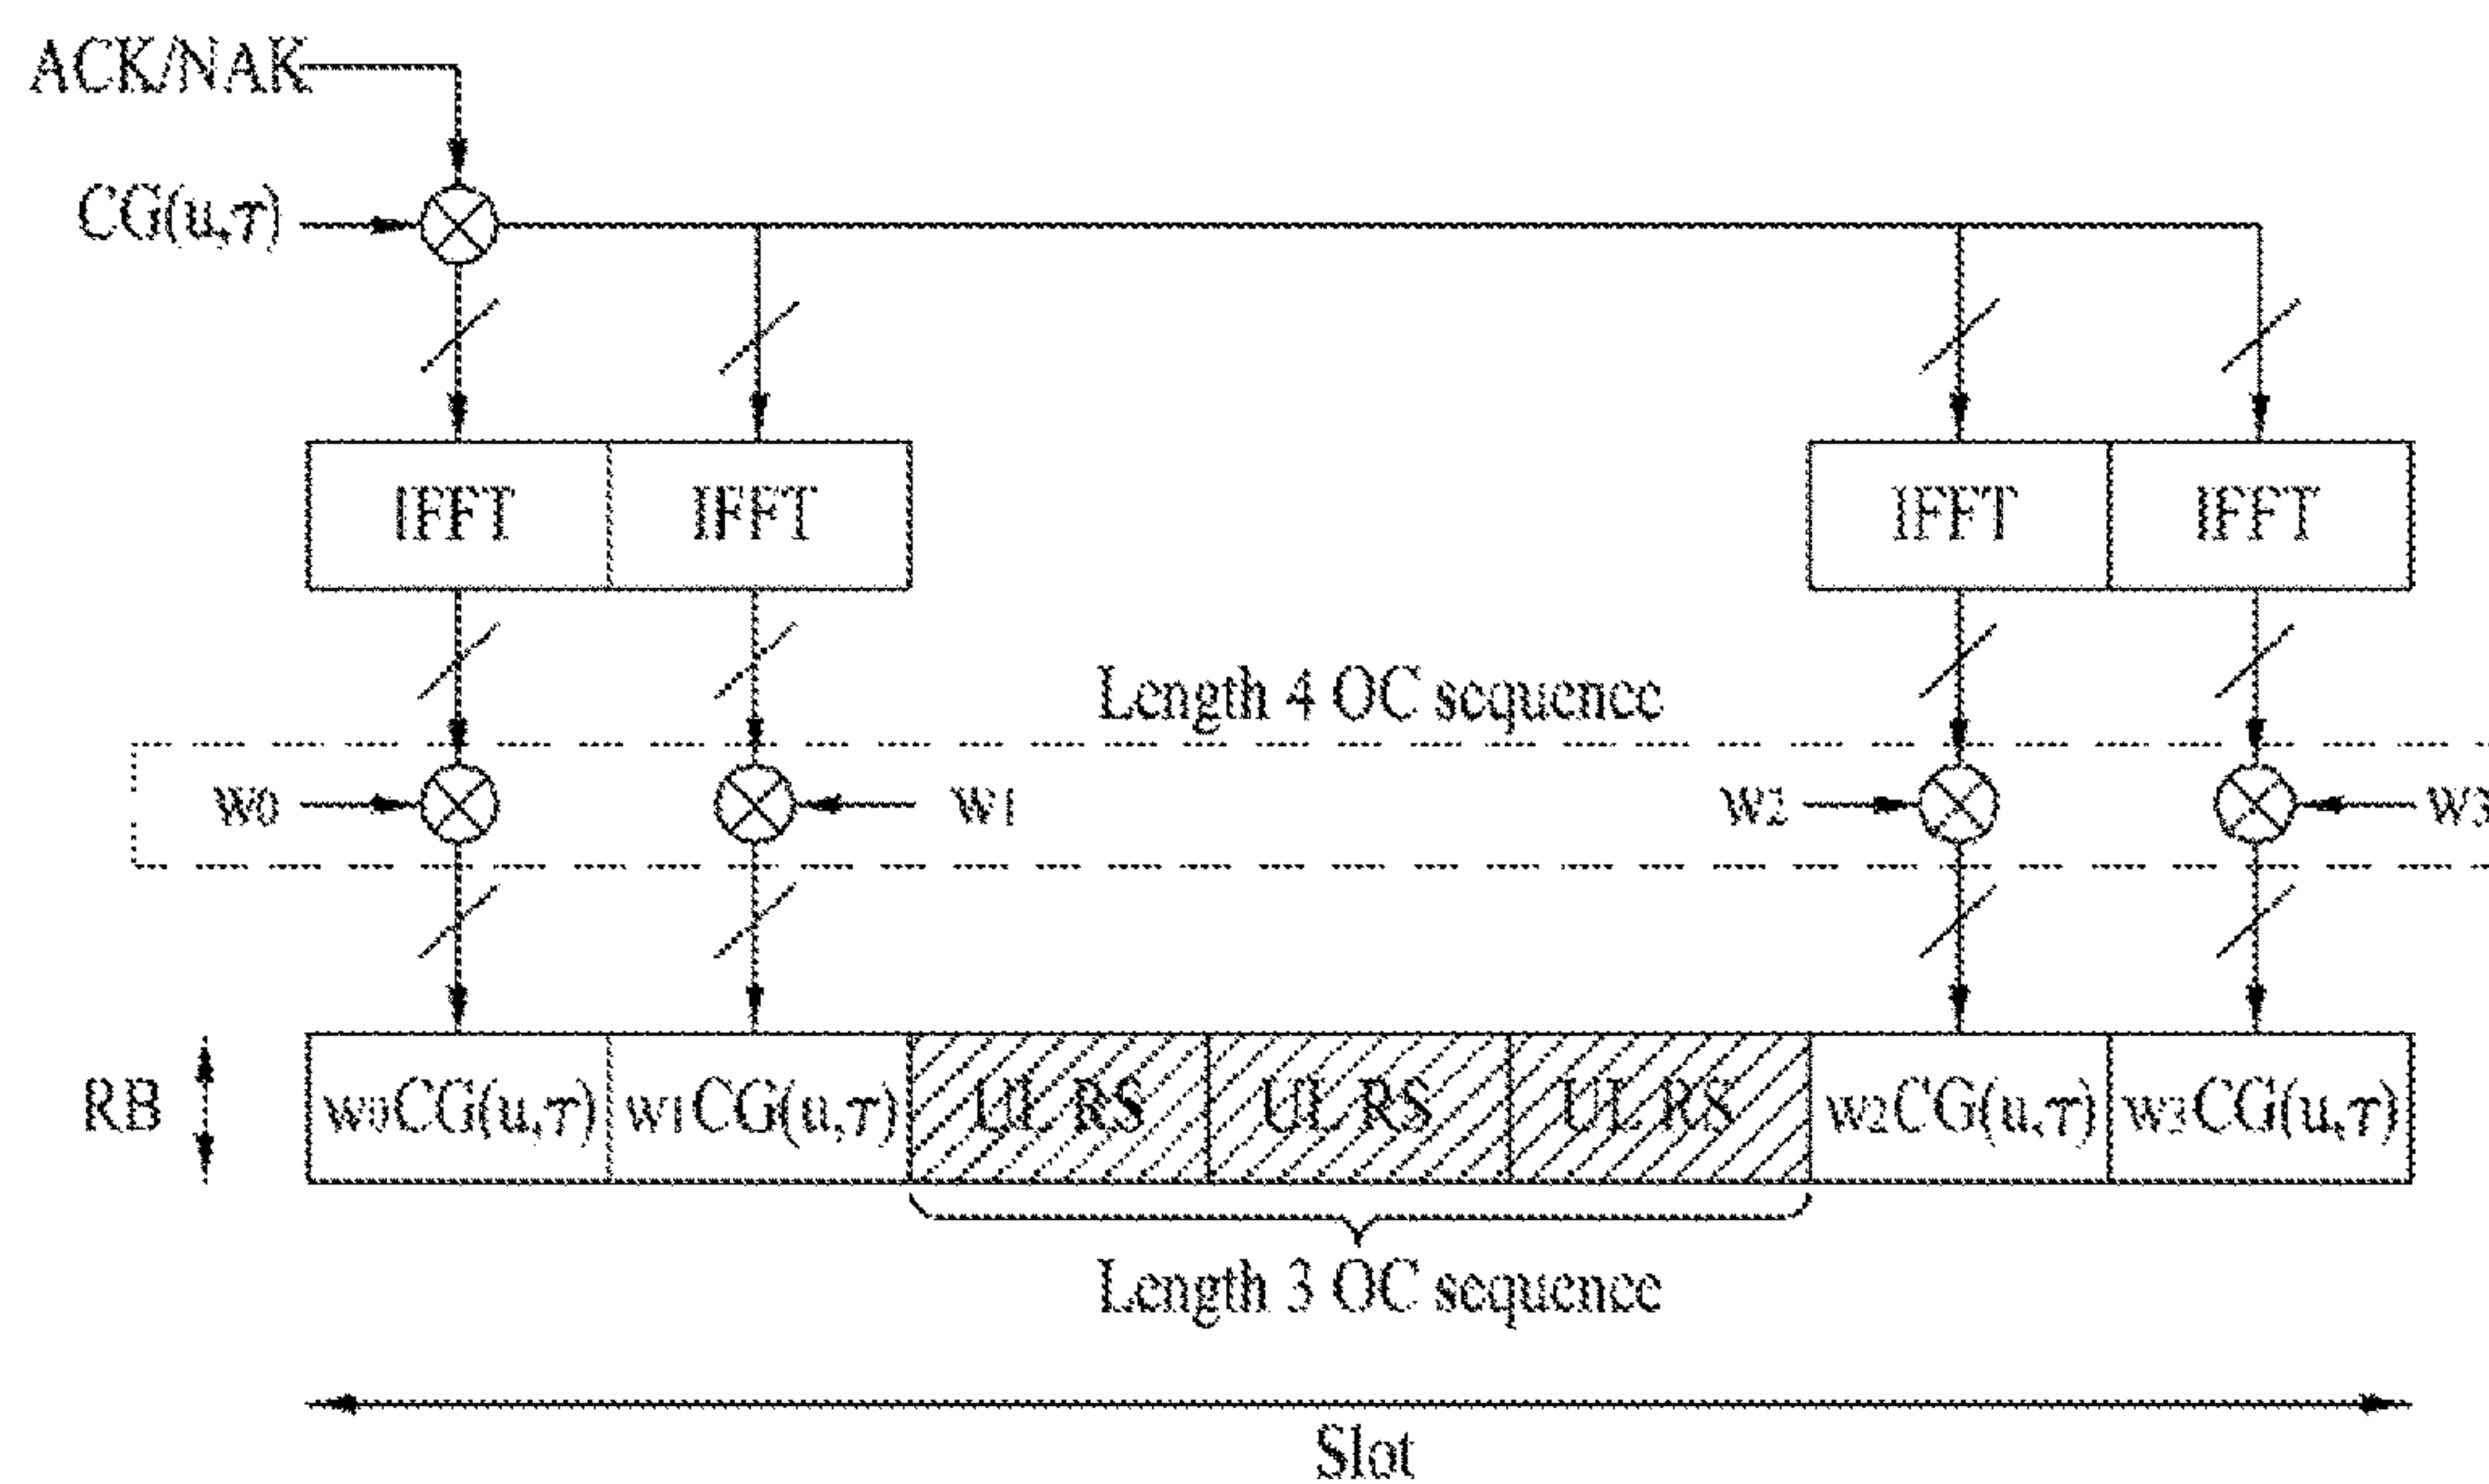 ACK/NAK
CG(u,τ)
IFFT IFFT IFFT IFFT
Length 4 OC sequence
W0 W1 W2 W3
RB w0CG(u,τ) w1CG(u,τ) UL RS UL RS UL RS w2CG(u,τ) w3CG(u,τ)
Length 3 OC sequence
Slot